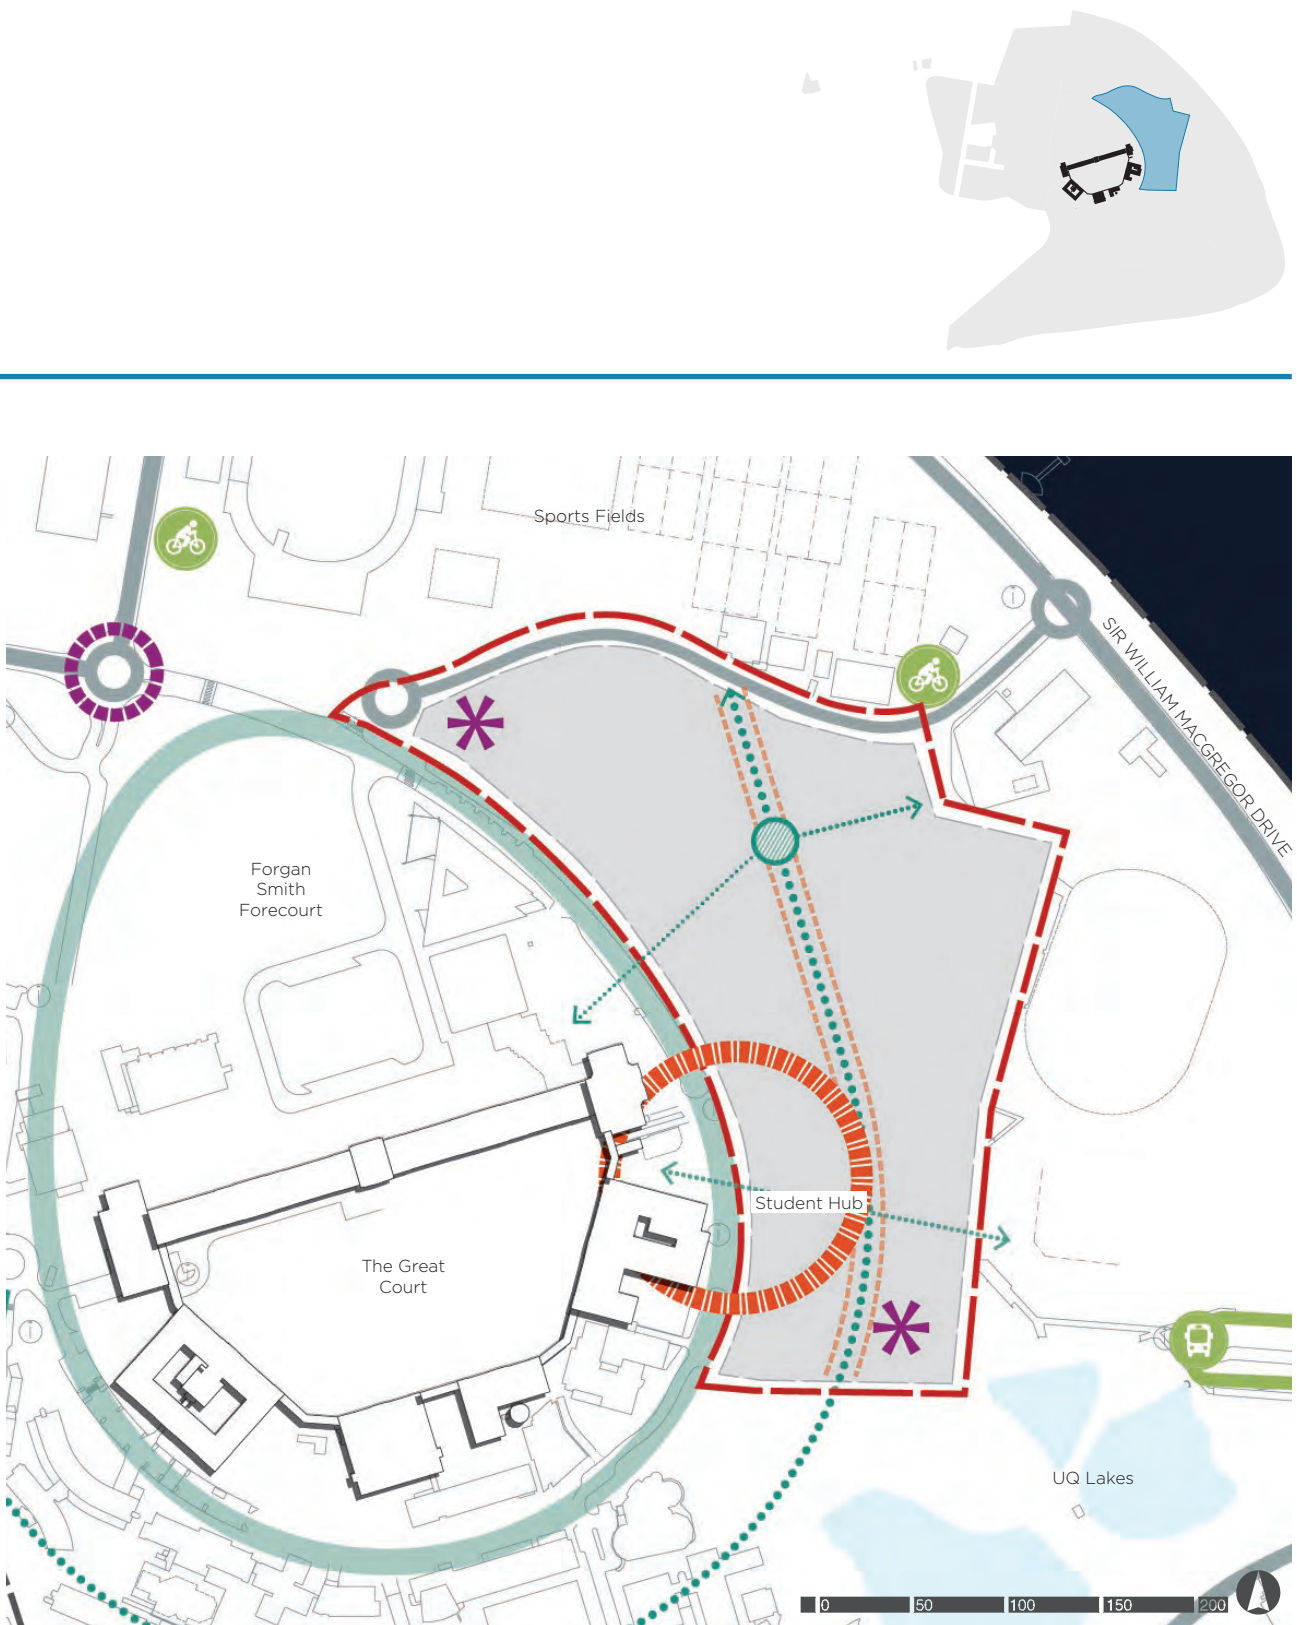 Sports Fields
SIR WILLIAM MACGREGOR DRIVE
Forgan
Smith
Forecourt
Student Hub
The Great
Court
UQ Lakes
0 50 100 150 200